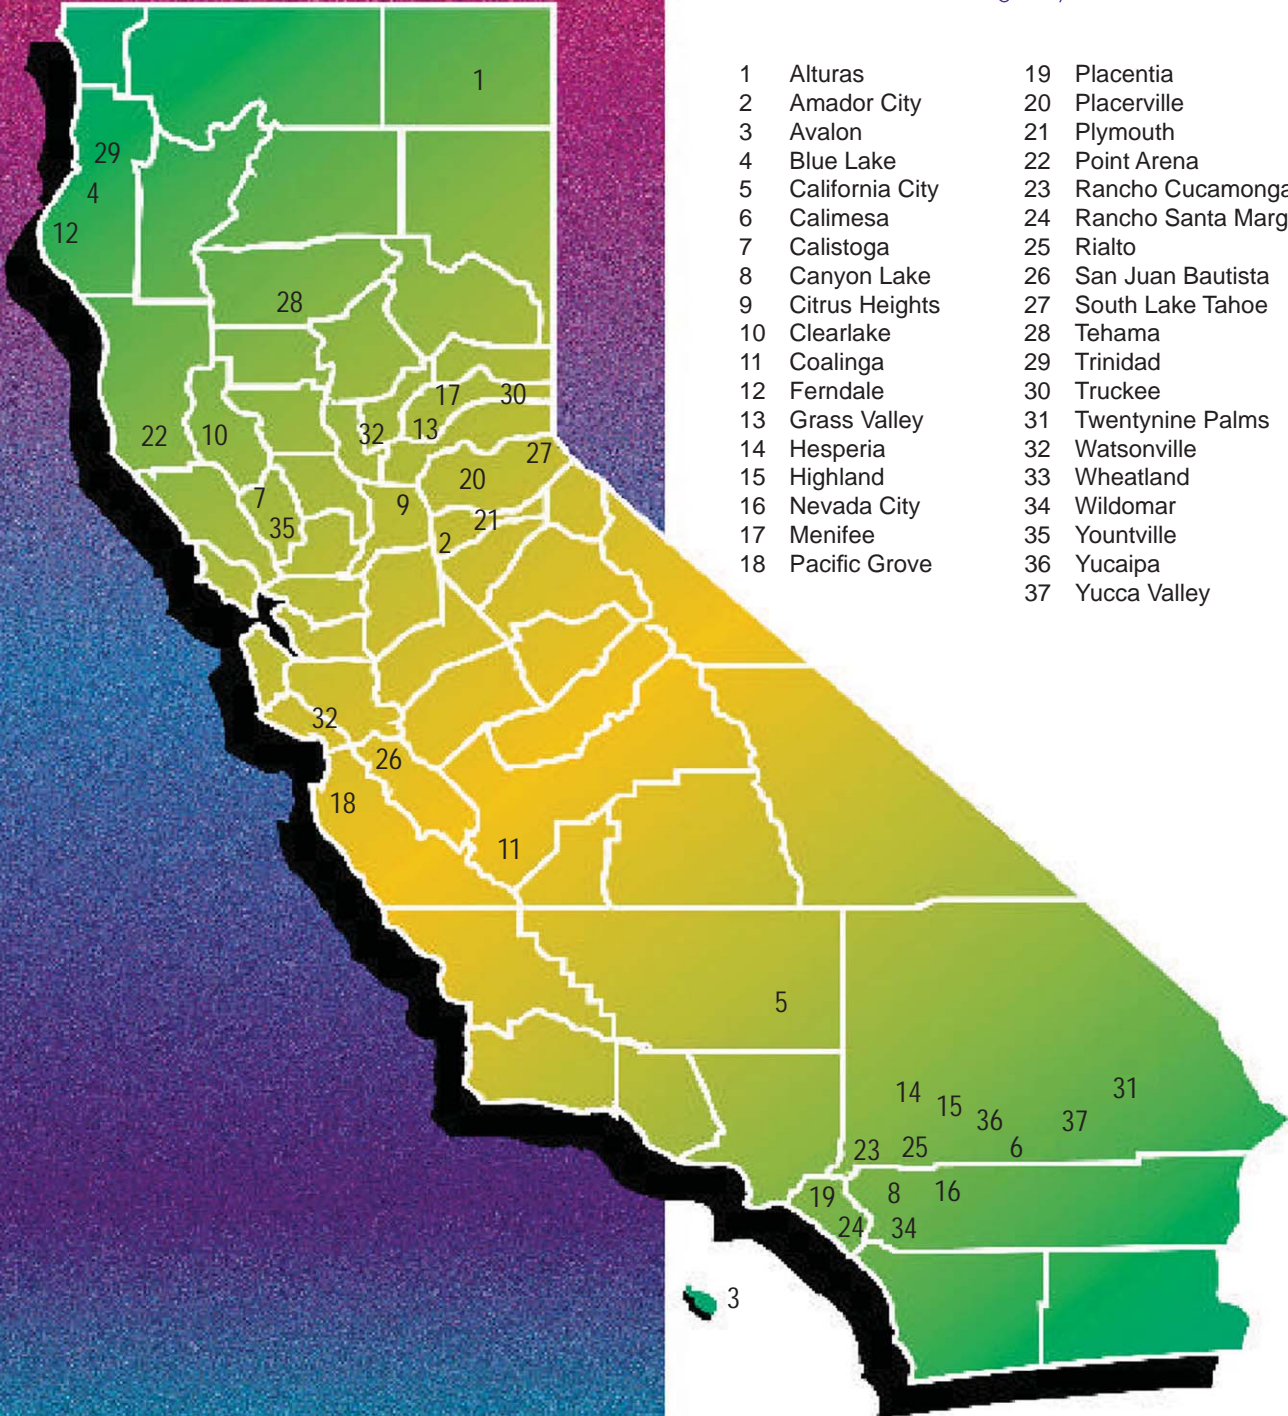 1 Alturas
2 Amador City
3 Avalon
4 Blue Lake
5 California City
6 Calimesa
7 Calistoga
8 Canyon Lake
9 Citrus Heights
10 Clearlake
11 Coalinga
12 Ferndale
13 Grass Valley
14 Hesperia
15 Highland
16 Nevada City
17 Menifee
18 Pacific Grove
19 Placentia
20 Placerville
21 Plymouth
22 Point Arena
23 Rancho Cucamonga
24 Rancho Santa Marg
25 Rialto
26 San Juan Bautista
27 South Lake Tahoe
28 Tehama
29 Trinidad
30 Truckee
31 Twentynine Palms
32 Watsonville
33 Wheatland
34 Wildomar
35 Yountville
36 Yucaipa
37 Yucca Valley
1
29
4
12
28
17 30
22 10 32 13
27
20
7 9
35 21
2
32
26
18
11
5
14 15 31
36 37
23 25 6
19 8 16
24 34
3